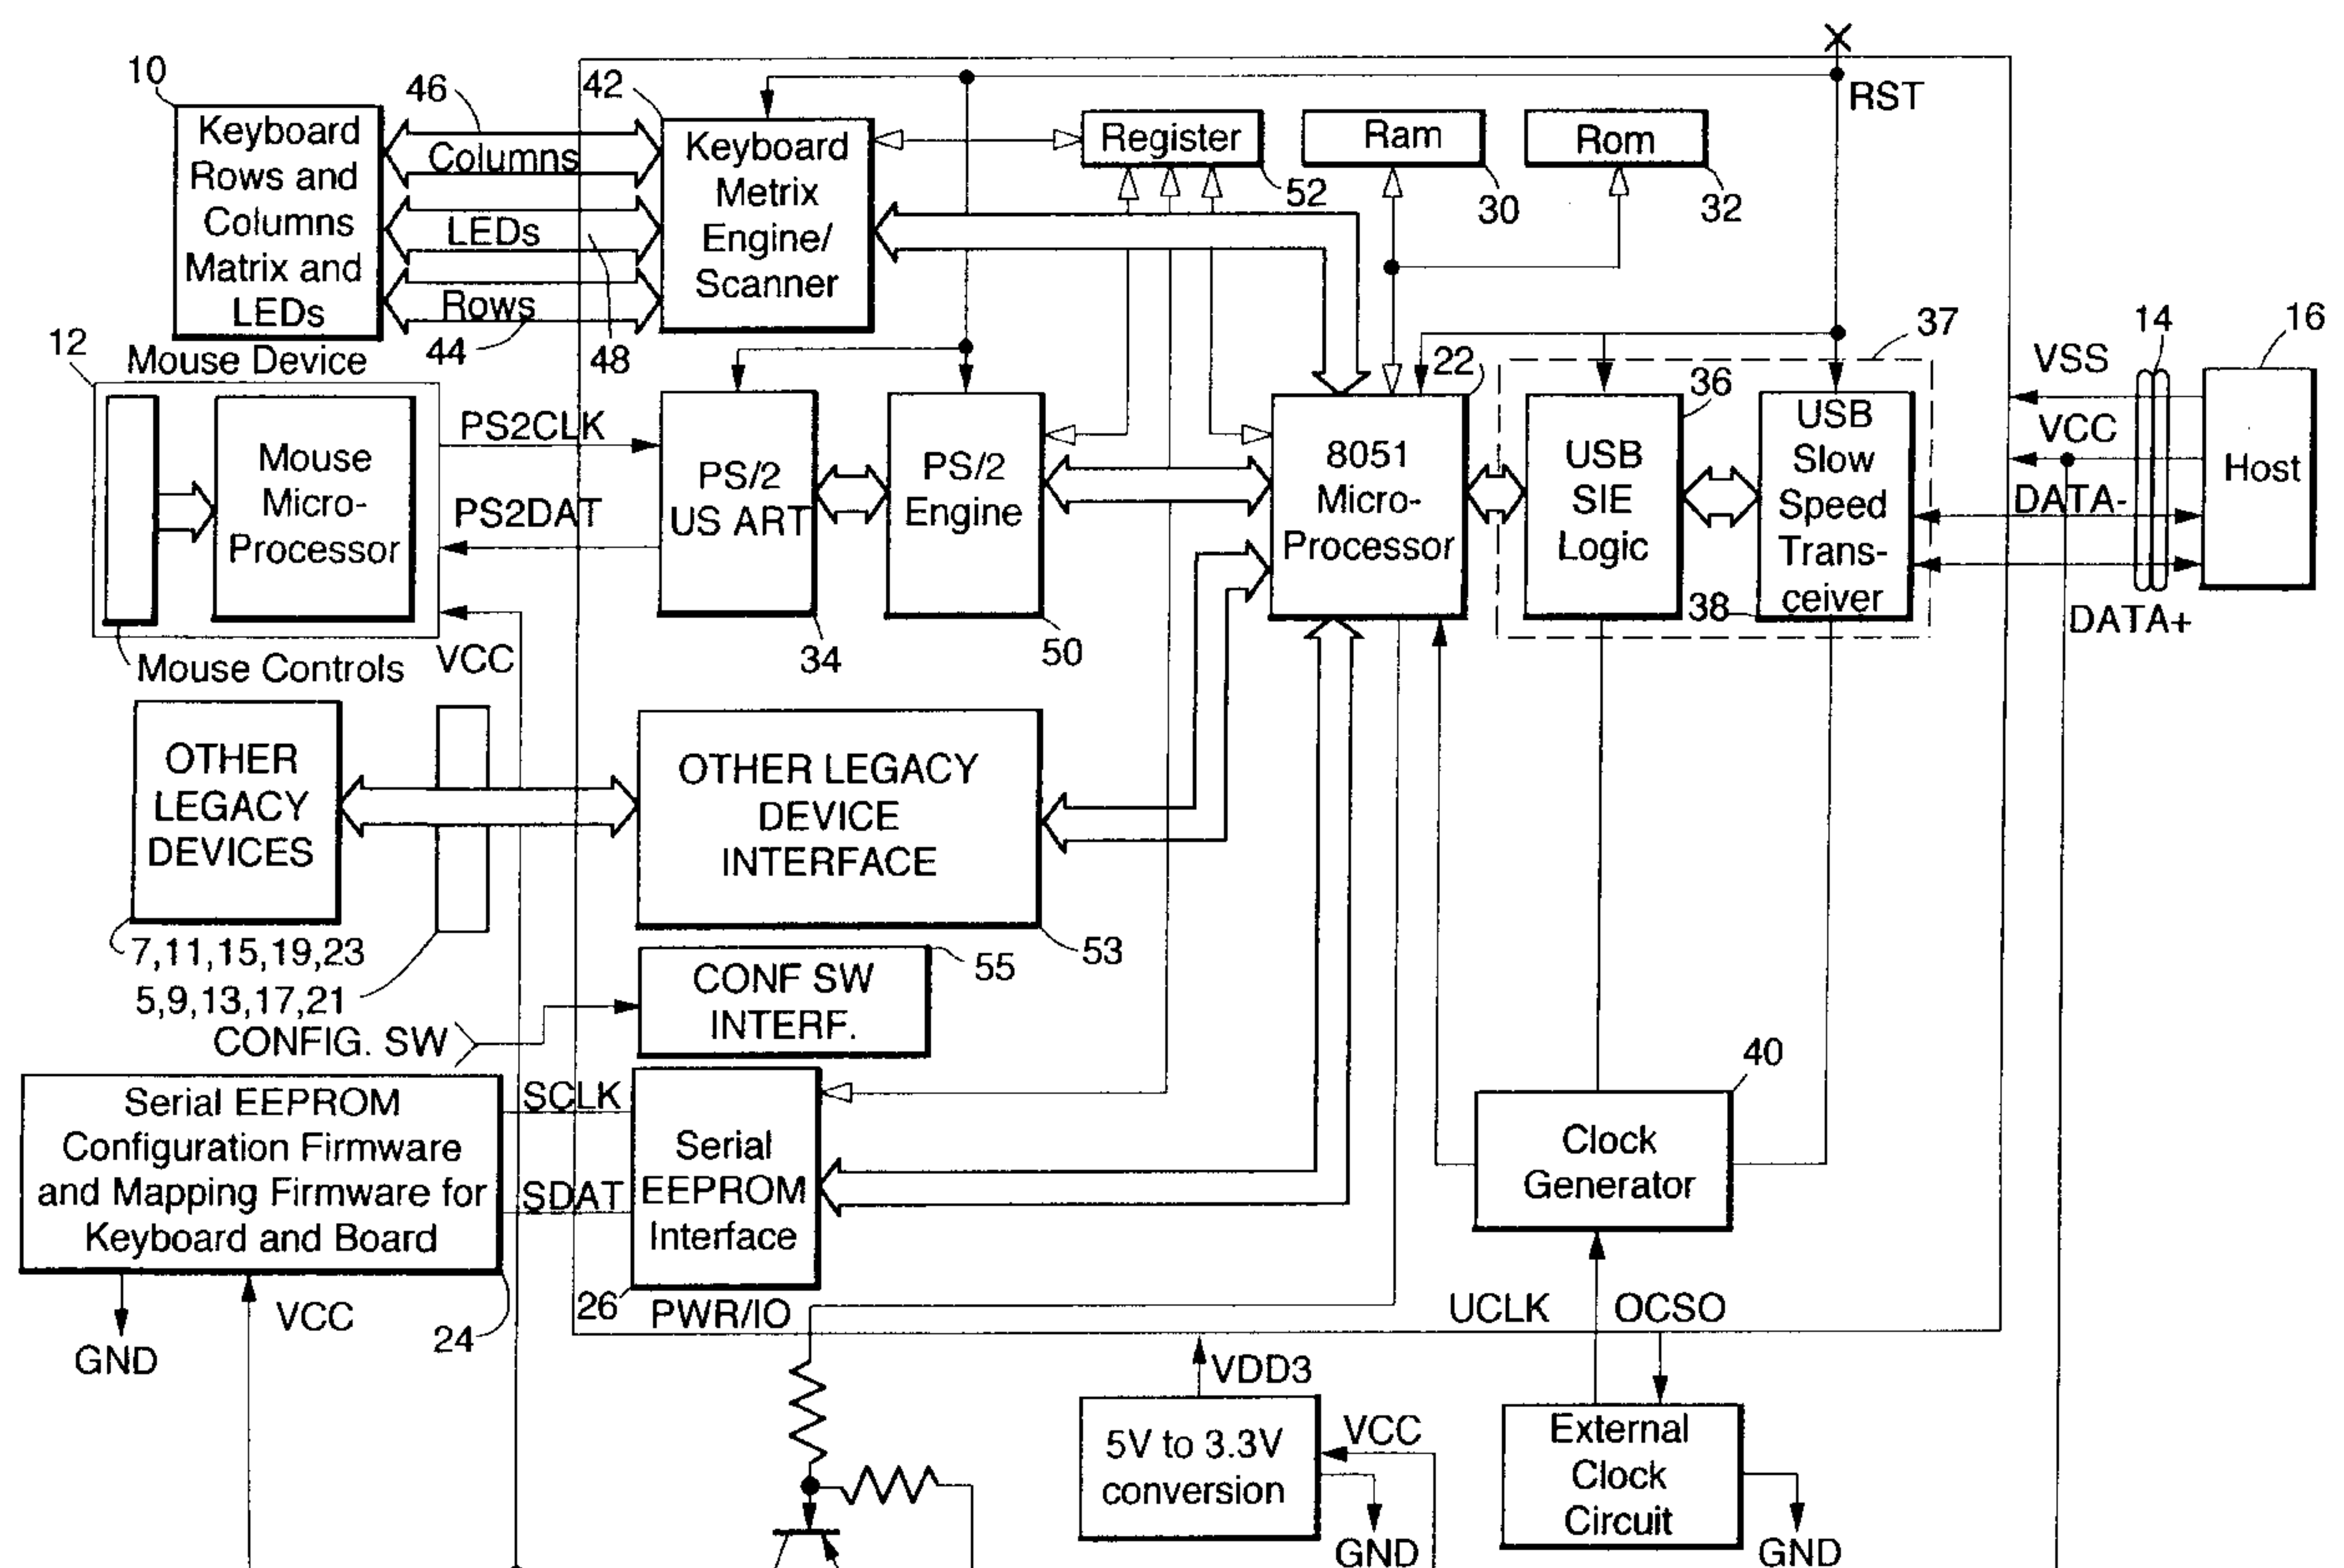 10
Keyboard
Rows and
Columns
Matrix and
LEDs
46
Columns
LEDs
Rows
44
48
42
Keyboard
Metrix
Engine/
Scanner
Register
52
Ram
30
Rom
32
RST
12
Mouse Device
Mouse
Micro-
Processor
Mouse Controls
PS2CLK
PS2DAT
VCC
PS/2
US ART
34
PS/2
Engine
50
22
8051
Micro-
Processor
37
36
USB
SIE
Logic
USB
Slow
Speed
Trans-
ceiver
38
14
VSS
VCC
DATA-
DATA+
16
Host
OTHER
LEGACY
DEVICES
7,11,15,19,23
5,9,13,17,21
OTHER LEGACY
DEVICE
INTERFACE
53
CONFIG. SW
CONF SW
INTERF.
55
Serial EEPROM
Configuration Firmware
and Mapping Firmware for
Keyboard and Board
24
GND
VCC
SCLK
SDAT
Serial
EEPROM
Interface
26
PWR/IO
40
Clock
Generator
UCLK
OCSO
VDD3
5V to 3.3V
conversion
VCC
GND
External
Clock
Circuit
GND